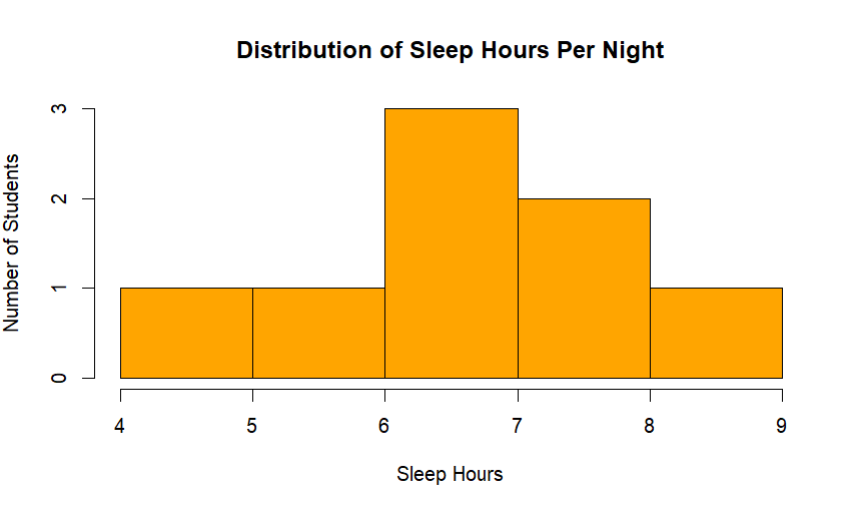 Distribution of Sleep Hours Per Night
Number of Students
3
2
1
0
4 5 6 7 8 9
Sleep Hours